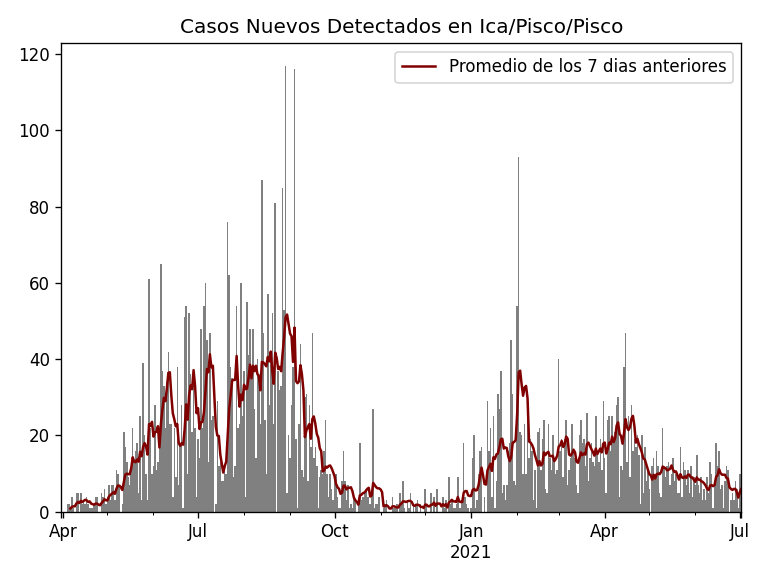 Casos Nuevos Detectados en Ica/Pisco/Pisco
Promedio de los 7 dias anteriores
120
100
80
60
40
20
0
Apr Jul Oct Jan Apr Jul
2021